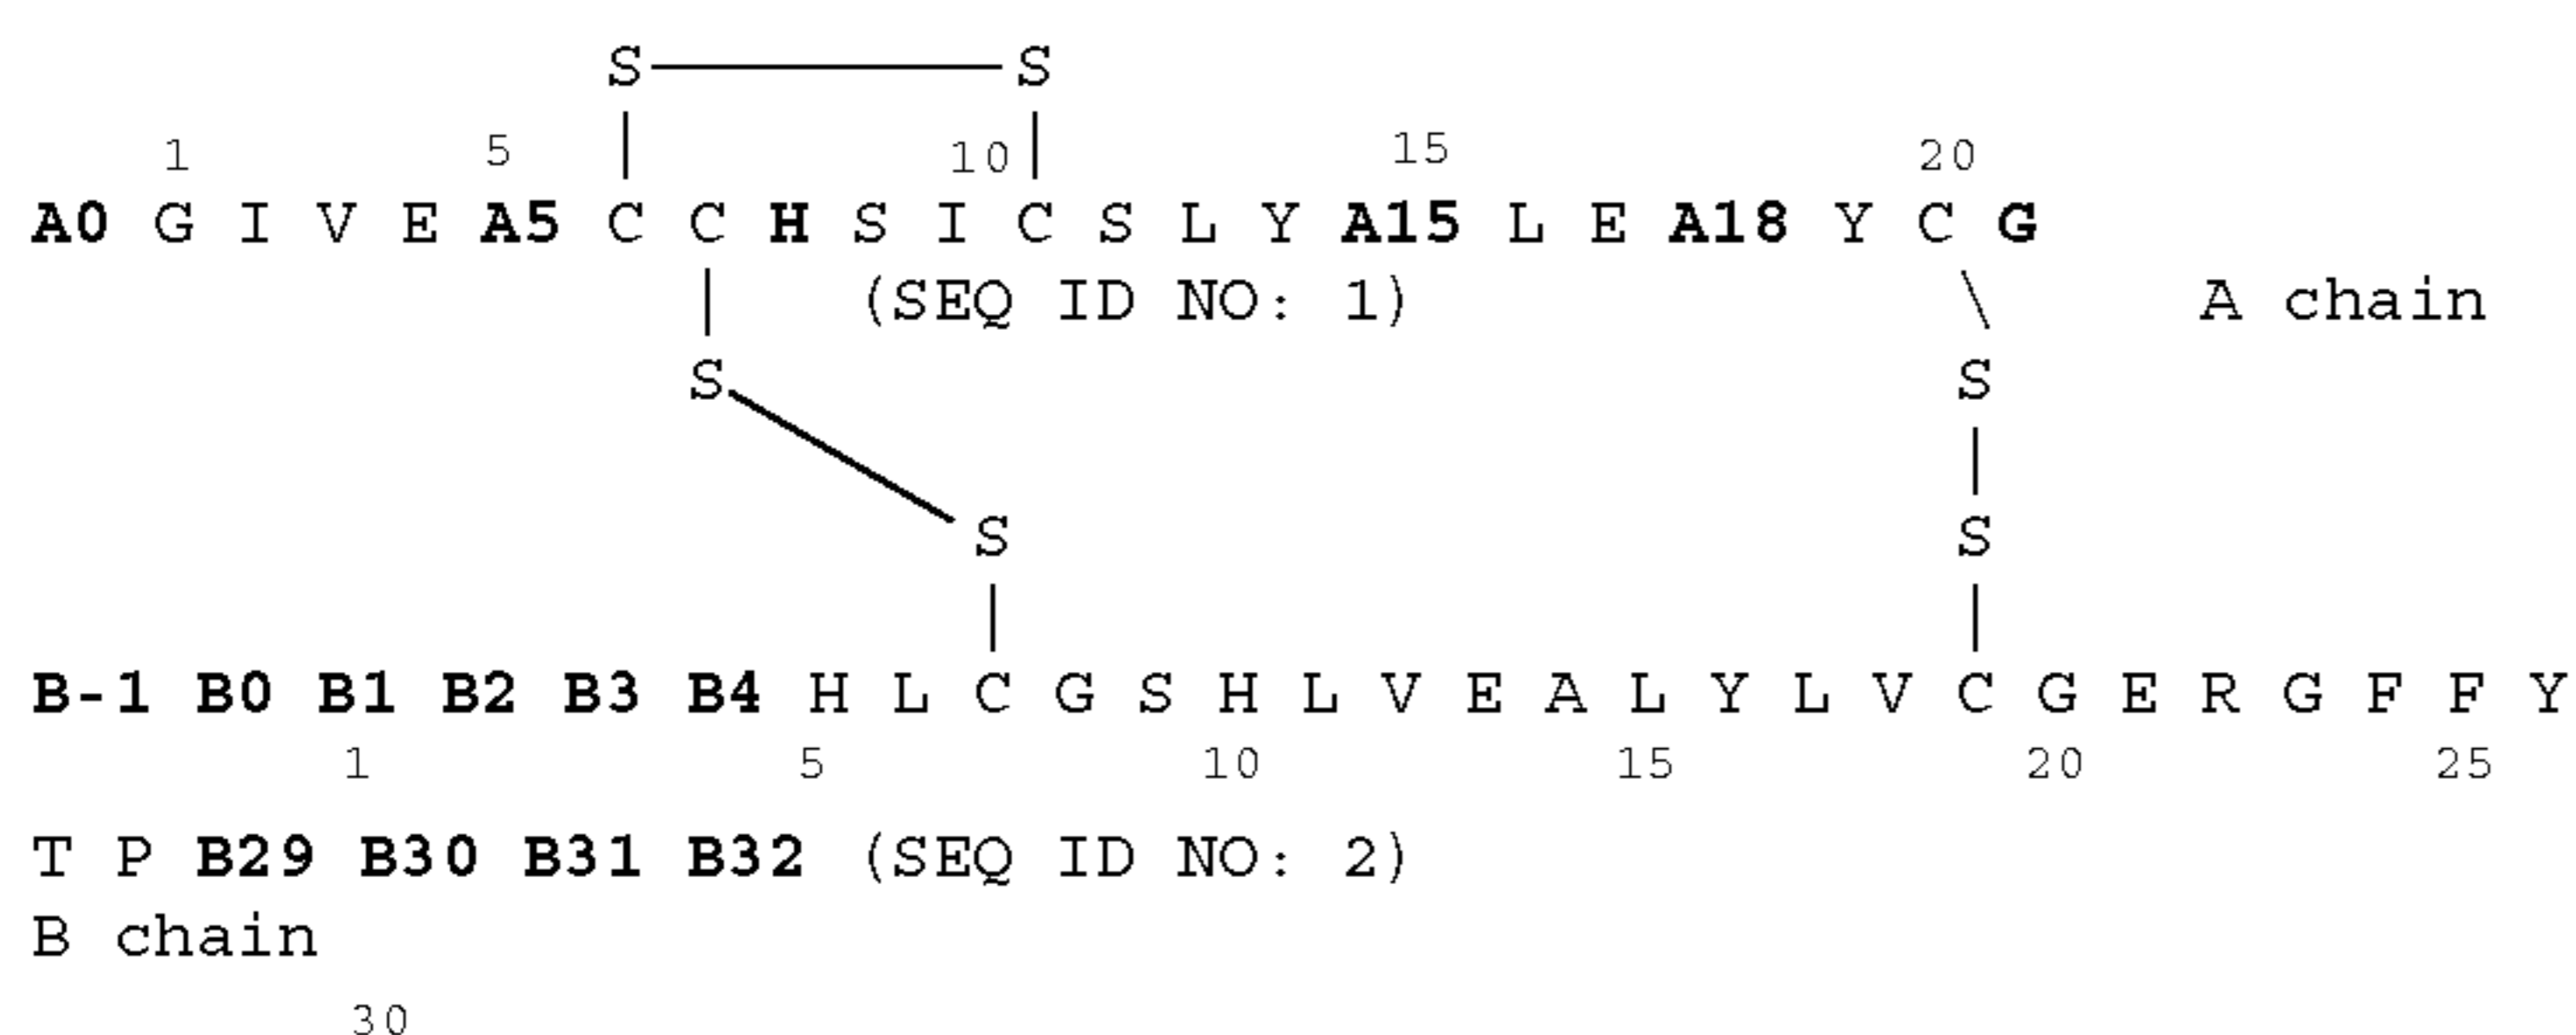 S S
1 5 10 15 20
A0 G I V E A5 C C H S I C S L Y A15 L E A18 Y C G
(SEQ ID NO: 1) A chain
S S
S S
B-1 B0 B1 B2 B3 B4 H L C G S H L V E A L Y L V C G E R G F F Y
1 5 10 15 20 25
T P B29 B30 B31 B32 (SEQ ID NO: 2)
B chain
30